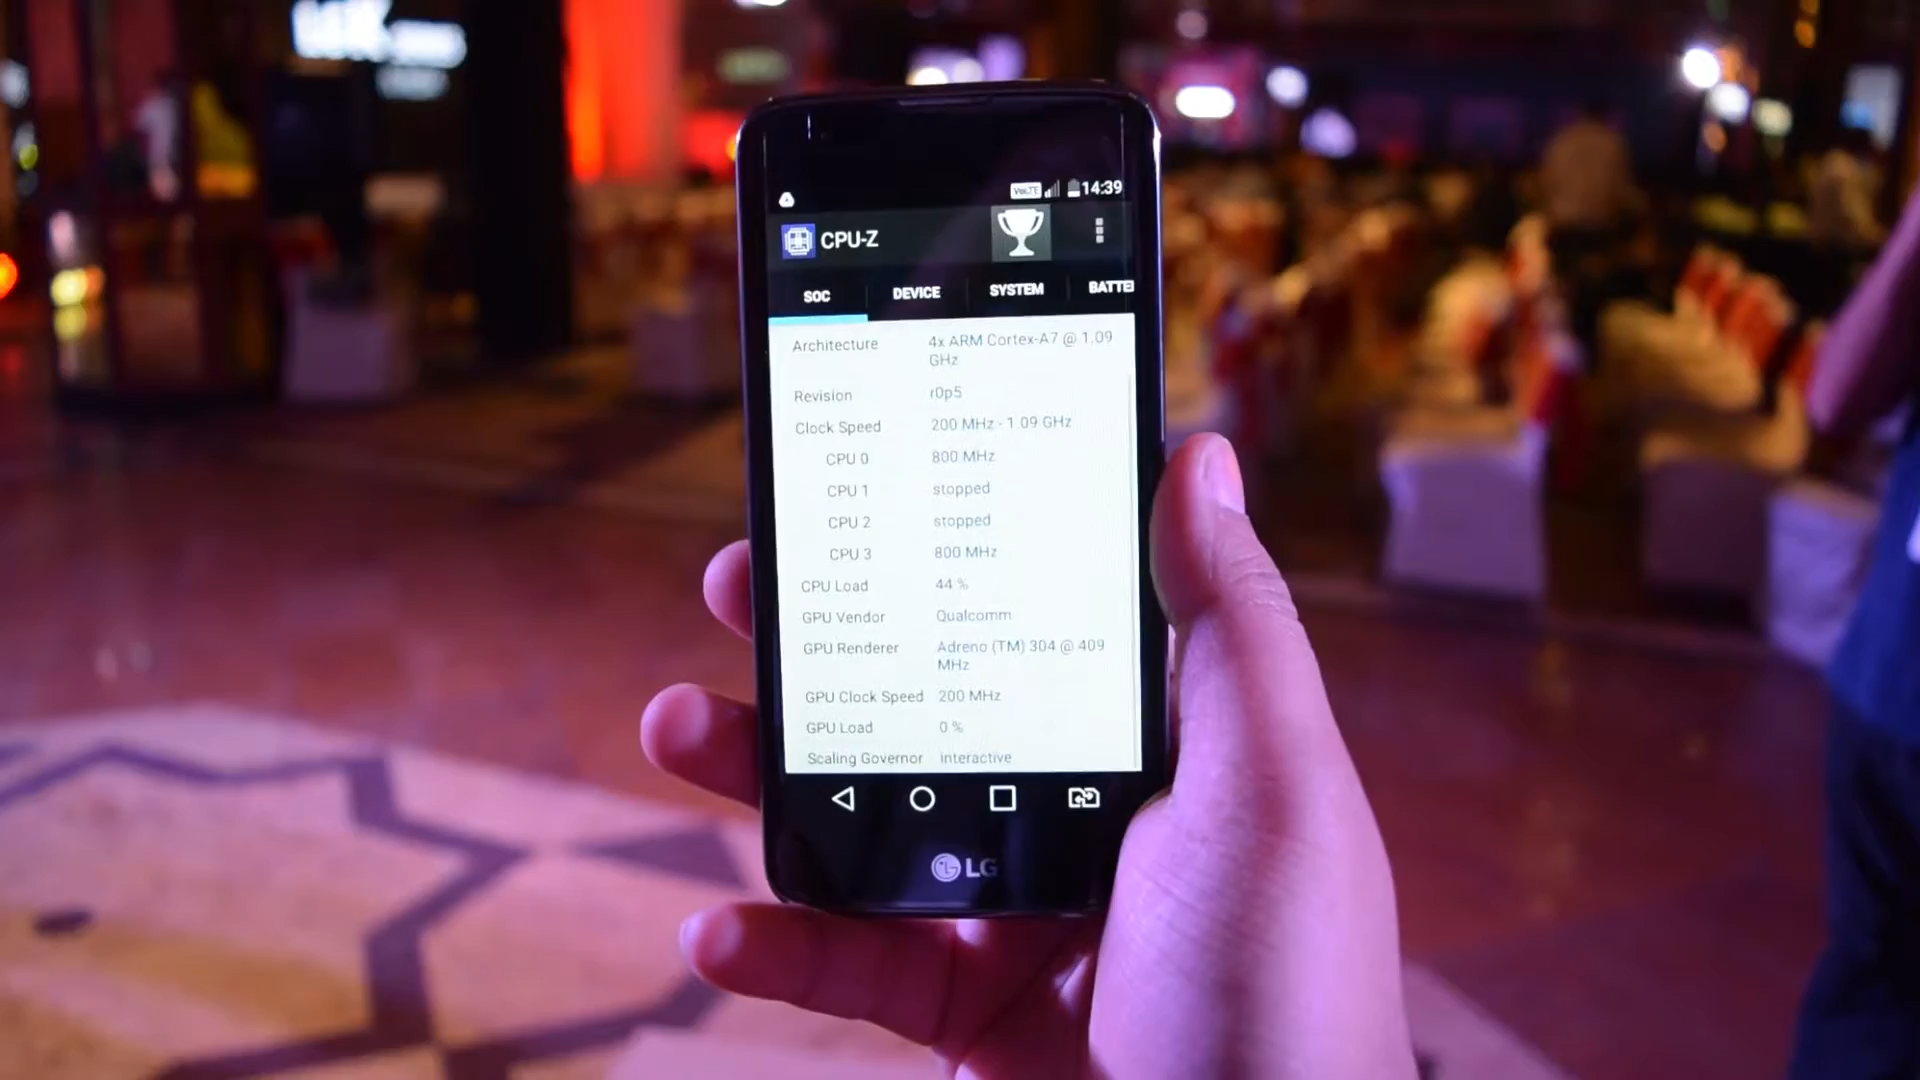 VoLTE 14:39
CPU-Z
SOC DEVICE SYSTEM BATTE
Architecture 4x ARM Cortex-A7 @ 1.09
GHz
Revision r0p5
Clock Speed 200 MHz - 1.09 GHz
CPU 0 800 MHz
CPU 1 stopped
CPU 2 stopped
CPU 3 800 MHz
CPU Load 44 %
GPU Vendor Qualcomm
GPU Renderer Adreno (TM) 304 @ 409
MHz
GPU Clock Speed 200 MHz
GPU Load 0 %
Scaling Governor interactive
LG